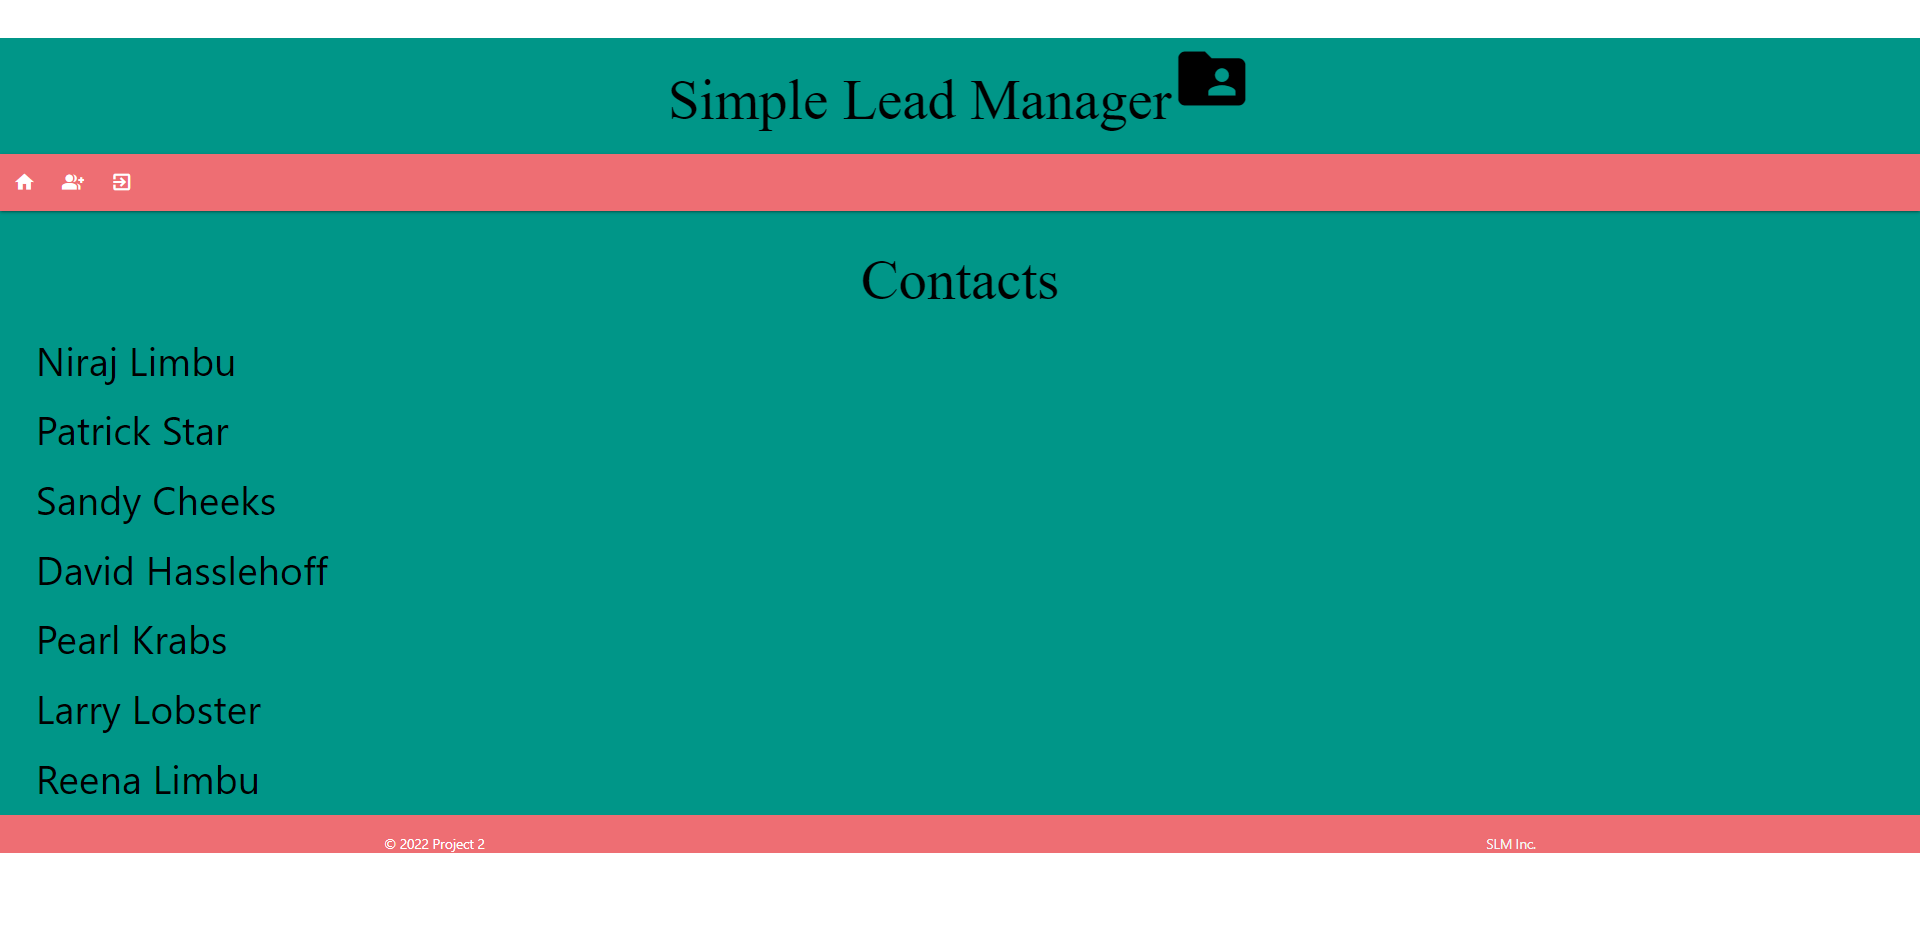 Simple Lead Manager
Contacts
Niraj Limbu
Patrick Star
Sandy Cheeks
David Hasslehoff
Pearl Krabs
Larry Lobster
Reena Limbu
© 2022 Project 2
SLM Inc.